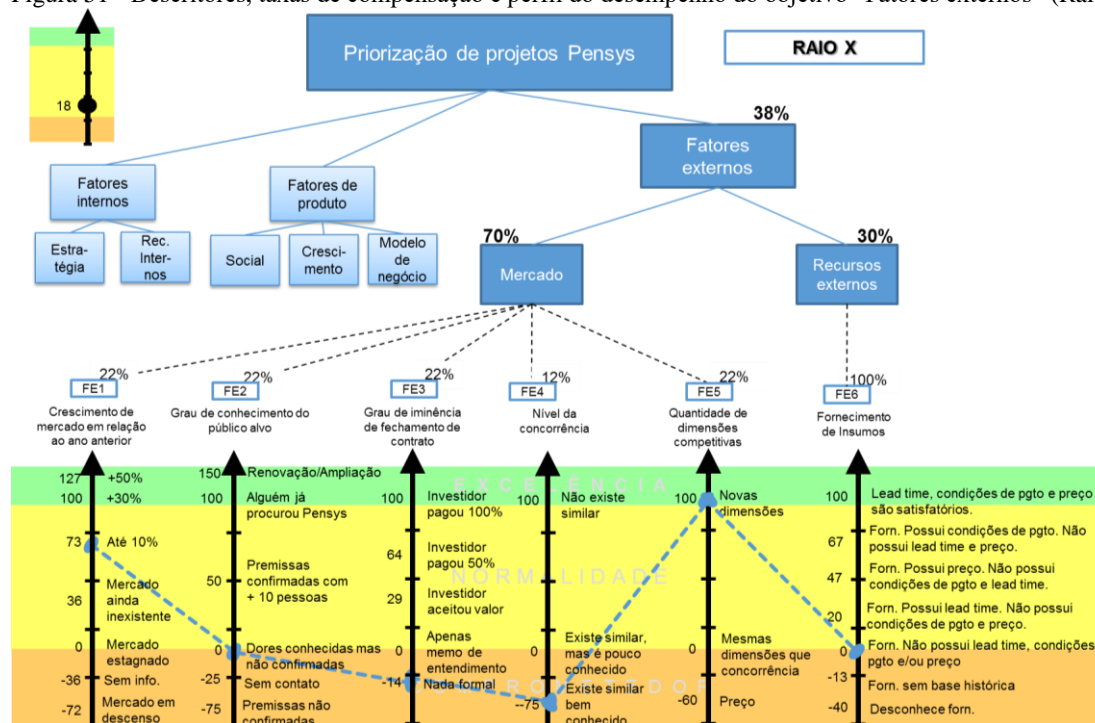 Figura 31 - Descritores, taxas de compensação e perfil do desempenho do objetivo "Fatores externos" (Rai
Priorização de projetos Pensys
RAIO X
18
38%
Fatores
externos
Fatores
internos
Fatores de
produto
Estra-
tégia
Rec.
Inter-
nos
Social
Cresci-
mento
Modelo
de
negócio
70%
Mercado
30%
Recursos
externos
22%
FE1
Crescimento de
mercado em relação
ao ano anterior
22%
FE2
Grau de conhecimento do
público alvo
22%
FE3
Grau de iminência
de fechamento de
contrato
12%
FE4
Nível da
concorrência
22%
FE5
Quantidade de
dimensões
competitivas
100%
FE6
Fornecimento
de Insumos
EXCELÊNCIA
127 +50%
100 +30%
73 Até 10%
36 Mercado
ainda
inexistente
0 Mercado
estagnado
-36 Sem info.
-72 Mercado em
descenso
150 Renovação/Ampliação
100 Alguém já
procurou Pensys
50 Premissas
confirmadas com
+ 10 pessoas
0 Dores conhecidas mas
não confirmadas
-25 Sem contato
-75 Premissas não
confirmadas
100 Investidor
pagou 100%
64 Investidor
pagou 50%
29 Investidor
aceitou valor
0 Apenas
memo de
entendimento
-14 Nada formal
100 Não existe
similar
0 Existe similar,
mas é pouco
conhecido
--75 Existe similar
bem
conhecido
100 Novas
dimensões
0 Mesmas
dimensões que
concorrência
-60 Preço
100 Lead time, condições de pgto e preço
são satisfatórios.
67 Forn. Possui condições de pgto. Não
possui lead time e preço.
47 Forn. Possui preço. Não possui
condições de pgto e lead time.
20 Forn. Possui lead time. Não possui
condições de pgto e preço.
0 Forn. Não possui lead time, condições
pgto e/ou preço
-13 Forn. sem base histórica
-40 Desconhece forn.